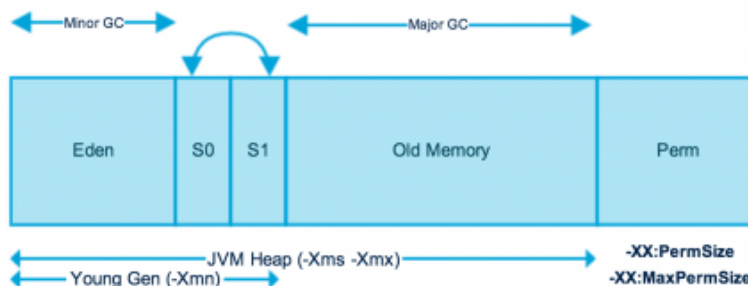 Minor GC
Major GC
Eden
S0
S1
Old Memory
Perm
JVM Heap (-Xms -Xmx)
-XX:PermSize
Young Gen (-Xmn)
-XX:MaxPermSize